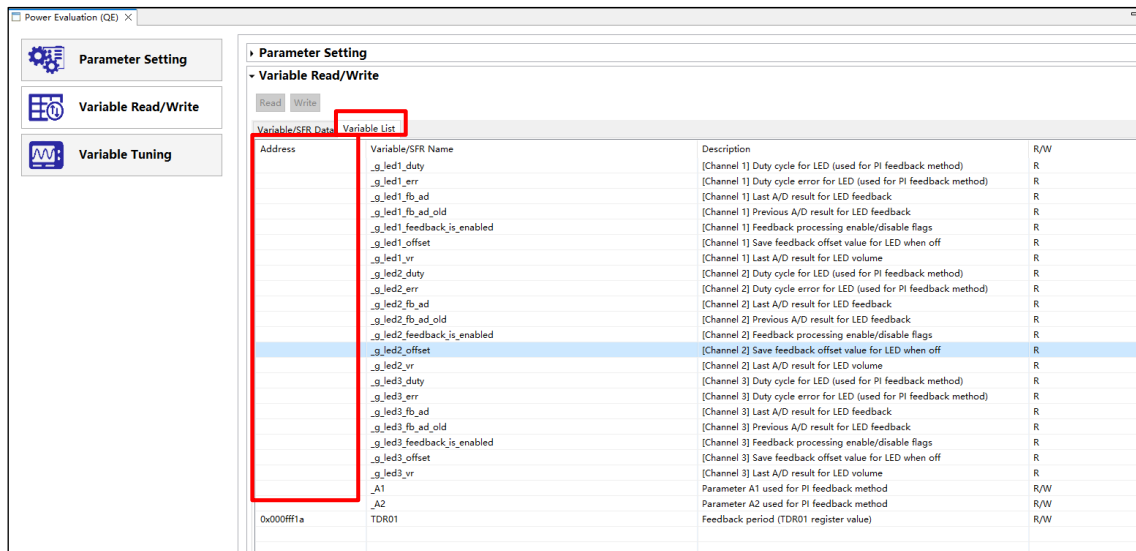 Power Evaluation (QE)
Parameter Setting
Variable Read/Write
Variable Tuning
Parameter Setting
Variable Read/Write
Read Write
Variable/SFR Data Variable List
Address Variable/SFR Name Description R/W
_g_led1_duty [Channel 1] Duty cycle for LED (used for PI feedback method) R
_g_led1_err [Channel 1] Duty cycle error for LED (used for PI feedback method) R
_g_led1_fb_ad [Channel 1] Last A/D result for LED feedback R
_g_led1_fb_ad_old [Channel 1] Previous A/D result for LED feedback R
_g_led1_feedback_is_enabled [Channel 1] Feedback processing enable/disable flags R
_g_led1_offset [Channel 1] Save feedback offset value for LED when off R
_g_led1_vr [Channel 1] Last A/D result for LED volume R
_g_led2_duty [Channel 2] Duty cycle for LED (used for PI feedback method) R
_g_led2_err [Channel 2] Duty cycle error for LED (used for PI feedback method) R
_g_led2_fb_ad [Channel 2] Last A/D result for LED feedback R
_g_led2_fb_ad_old [Channel 2] Previous A/D result for LED feedback R
_g_led2_feedback_is_enabled [Channel 2] Feedback processing enable/disable flags R
_g_led2_offset [Channel 2] Save feedback offset value for LED when off R
_g_led2_vr [Channel 2] Last A/D result for LED volume R
_g_led3_duty [Channel 3] Duty cycle for LED (used for PI feedback method) R
_g_led3_err [Channel 3] Duty cycle error for LED (used for PI feedback method) R
_g_led3_fb_ad [Channel 3] Last A/D result for LED feedback R
_g_led3_fb_ad_old [Channel 3] Previous A/D result for LED feedback R
_g_led3_feedback_is_enabled [Channel 3] Feedback processing enable/disable flags R
_g_led3_offset [Channel 3] Save feedback offset value for LED when off R
_g_led3_vr [Channel 3] Last A/D result for LED volume R
_A1 Parameter A1 used for PI feedback method R/W
_A2 Parameter A2 used for PI feedback method R/W
0x000fff1a TDR01 Feedback period (TDR01 register value) R/W